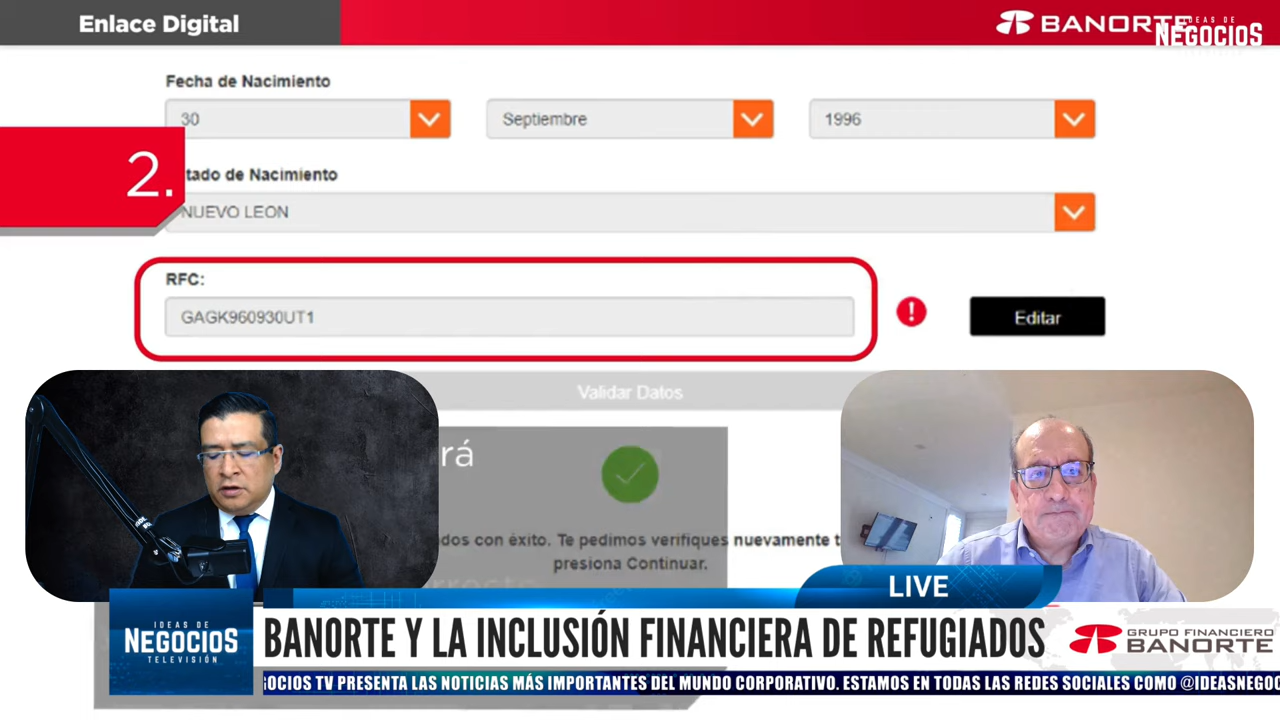 Enlace Digital
BANORTE
IDEAS DE
NEGOCIOS
Fecha de Nacimiento
30
Septiembre
1996
2.
tado de Nacimiento
NUEVO LEON
RFC:
GAGK960930UT1
Editar
Validar Datos
rá
dos con éxito. Te pedimos verifiques nuevamente t
presiona Continuar.
LIVE
IDEAS DE
NEGOCIOS
TELEVISIÓN
BANORTE Y LA INCLUSIÓN FINANCIERA DE REFUGIADOS
GRUPO FINANCIERO
BANORTE
OCIOS TV PRESENTA LAS NOTICIAS MÁS IMPORTANTES DEL MUNDO CORPORATIVO. ESTAMOS EN TODAS LAS REDES SOCIALES COMO @IDEASNEGOC